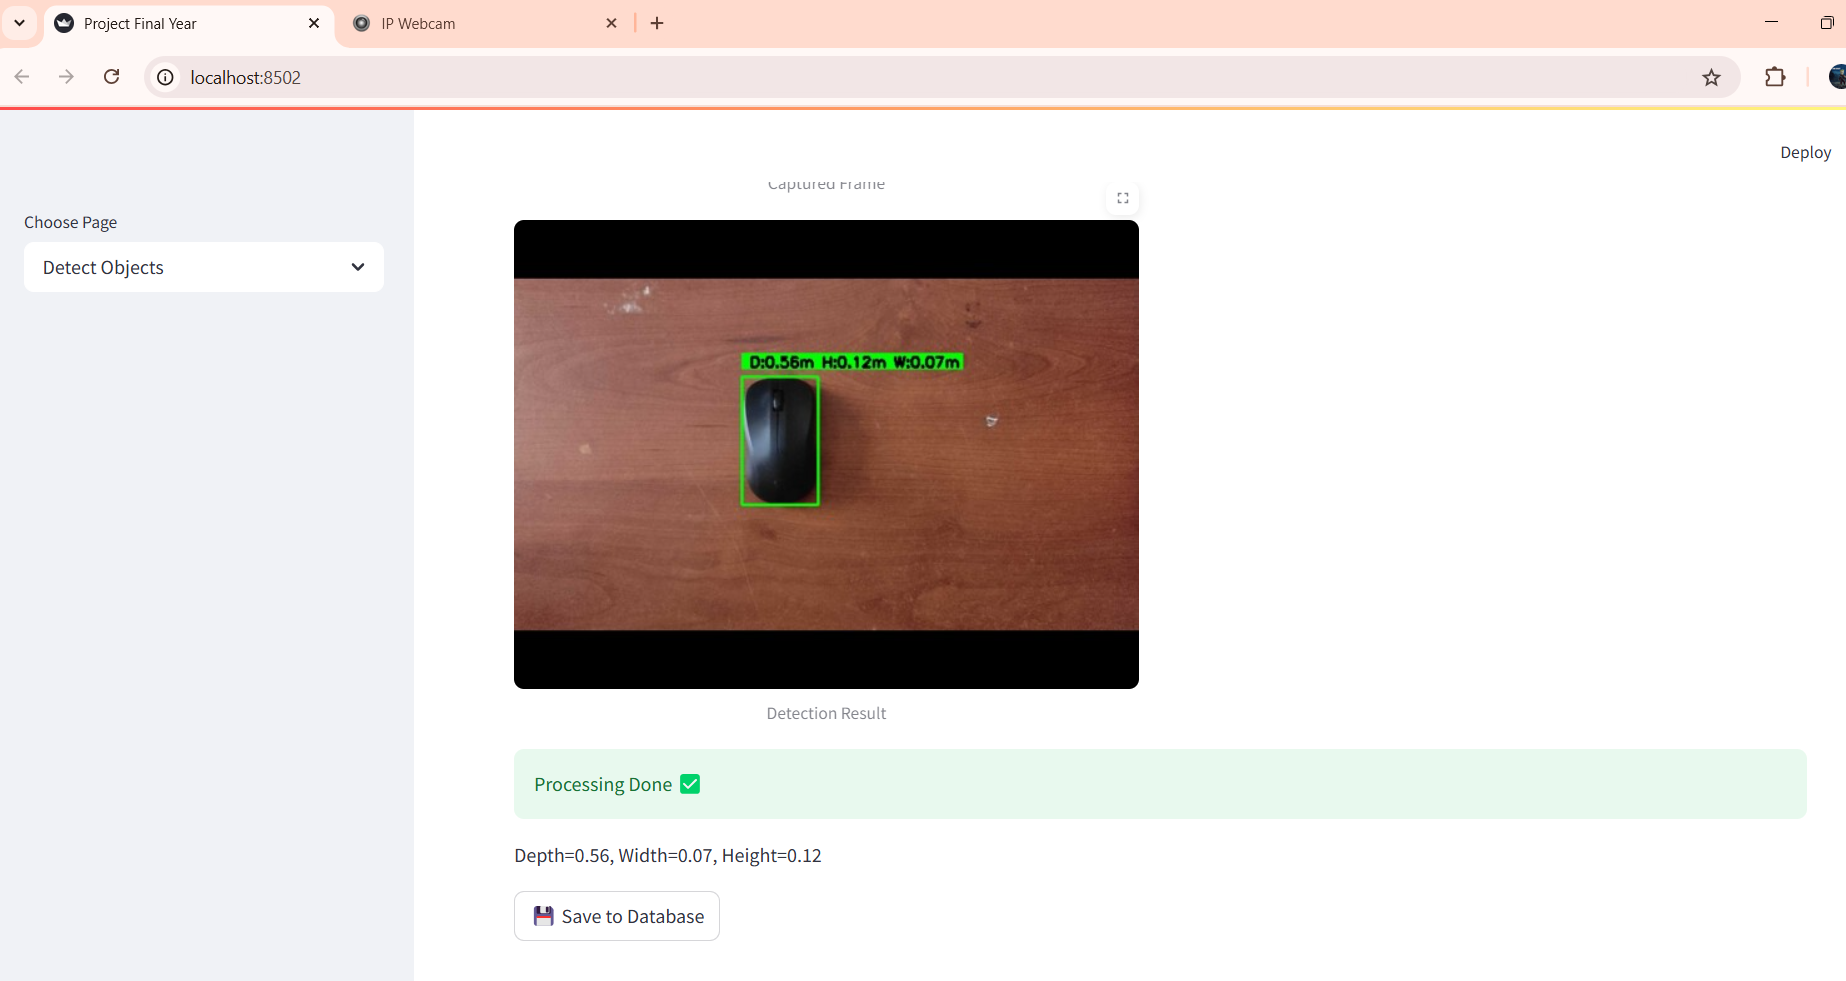 Project Final Year
IP Webcam
localhost:8502
Deploy
Choose Page
Detect Objects
Captured Frame
D:0.56m H:0.12m W:0.07m
Detection Result
Processing Done ✅
Depth=0.56, Width=0.07, Height=0.12
💾 Save to Database